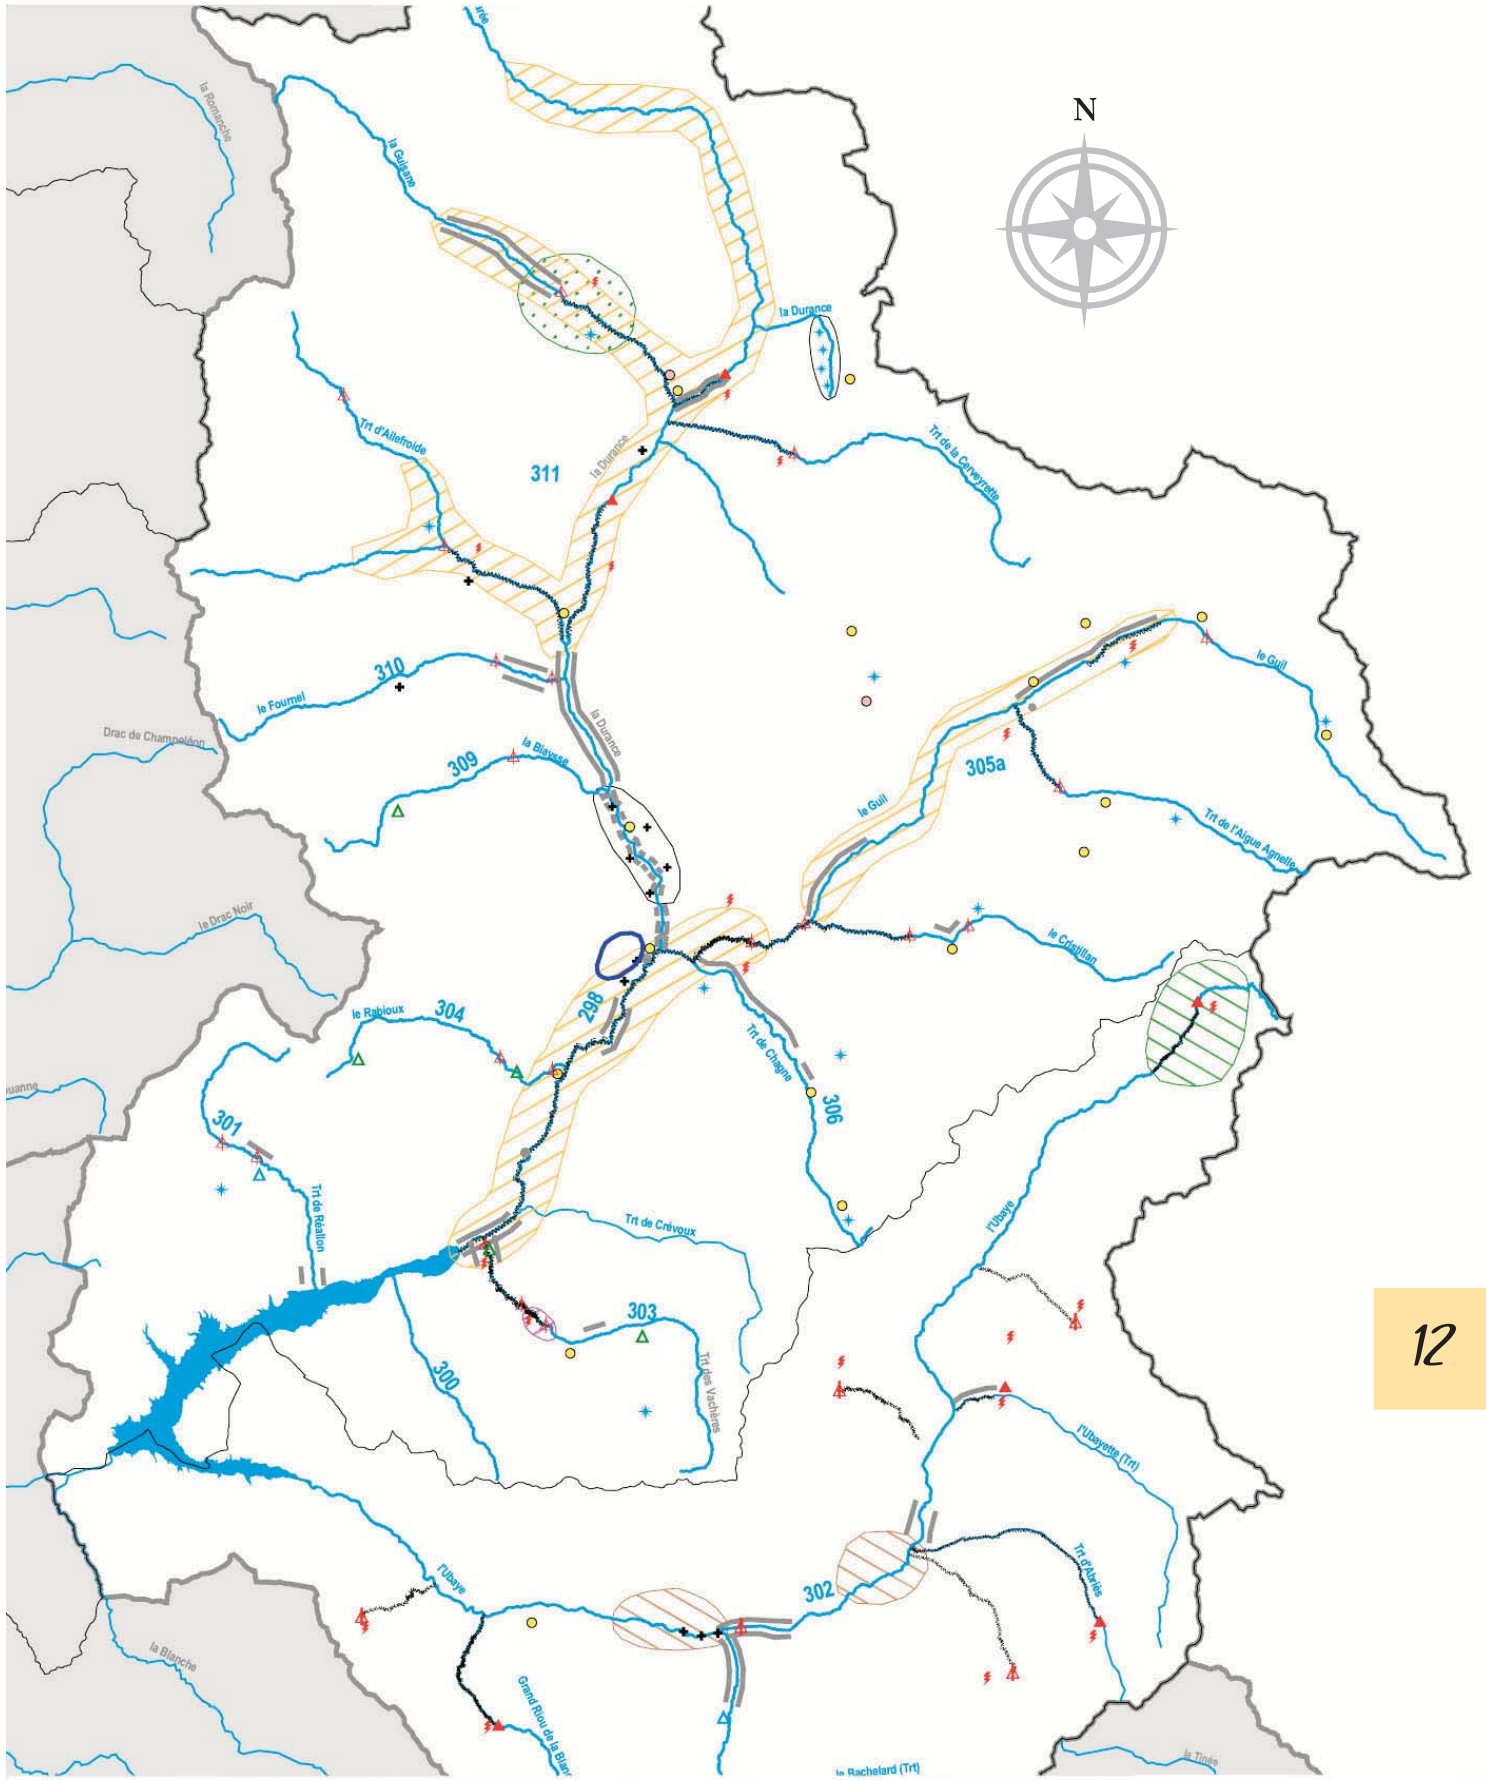 la Romanche
N
la Guisane
la Durance
Trt d'Ailefroide
la Durance
Trt de la Cerveyrette
311
310
le Guil
le Fournel
la Durance
Drac de Champoléon
309
la Biaysse
305a
le Guil
Trt de l'Aigue Agnelle
le Drac Noir
le Cristillan
298
le Rabioux
304
Trt de Chagne
306
301
Trt de Réallon
Trt de Crévoux
l'Ubaye
303
12
300
Trt des Vachères
l'Ubayette (Trt)
l'Ubaye
302
Trt d'Abriès
la Blanche
Grand Riou de la Blanc
le Bachelard (Trt)
la Tinée